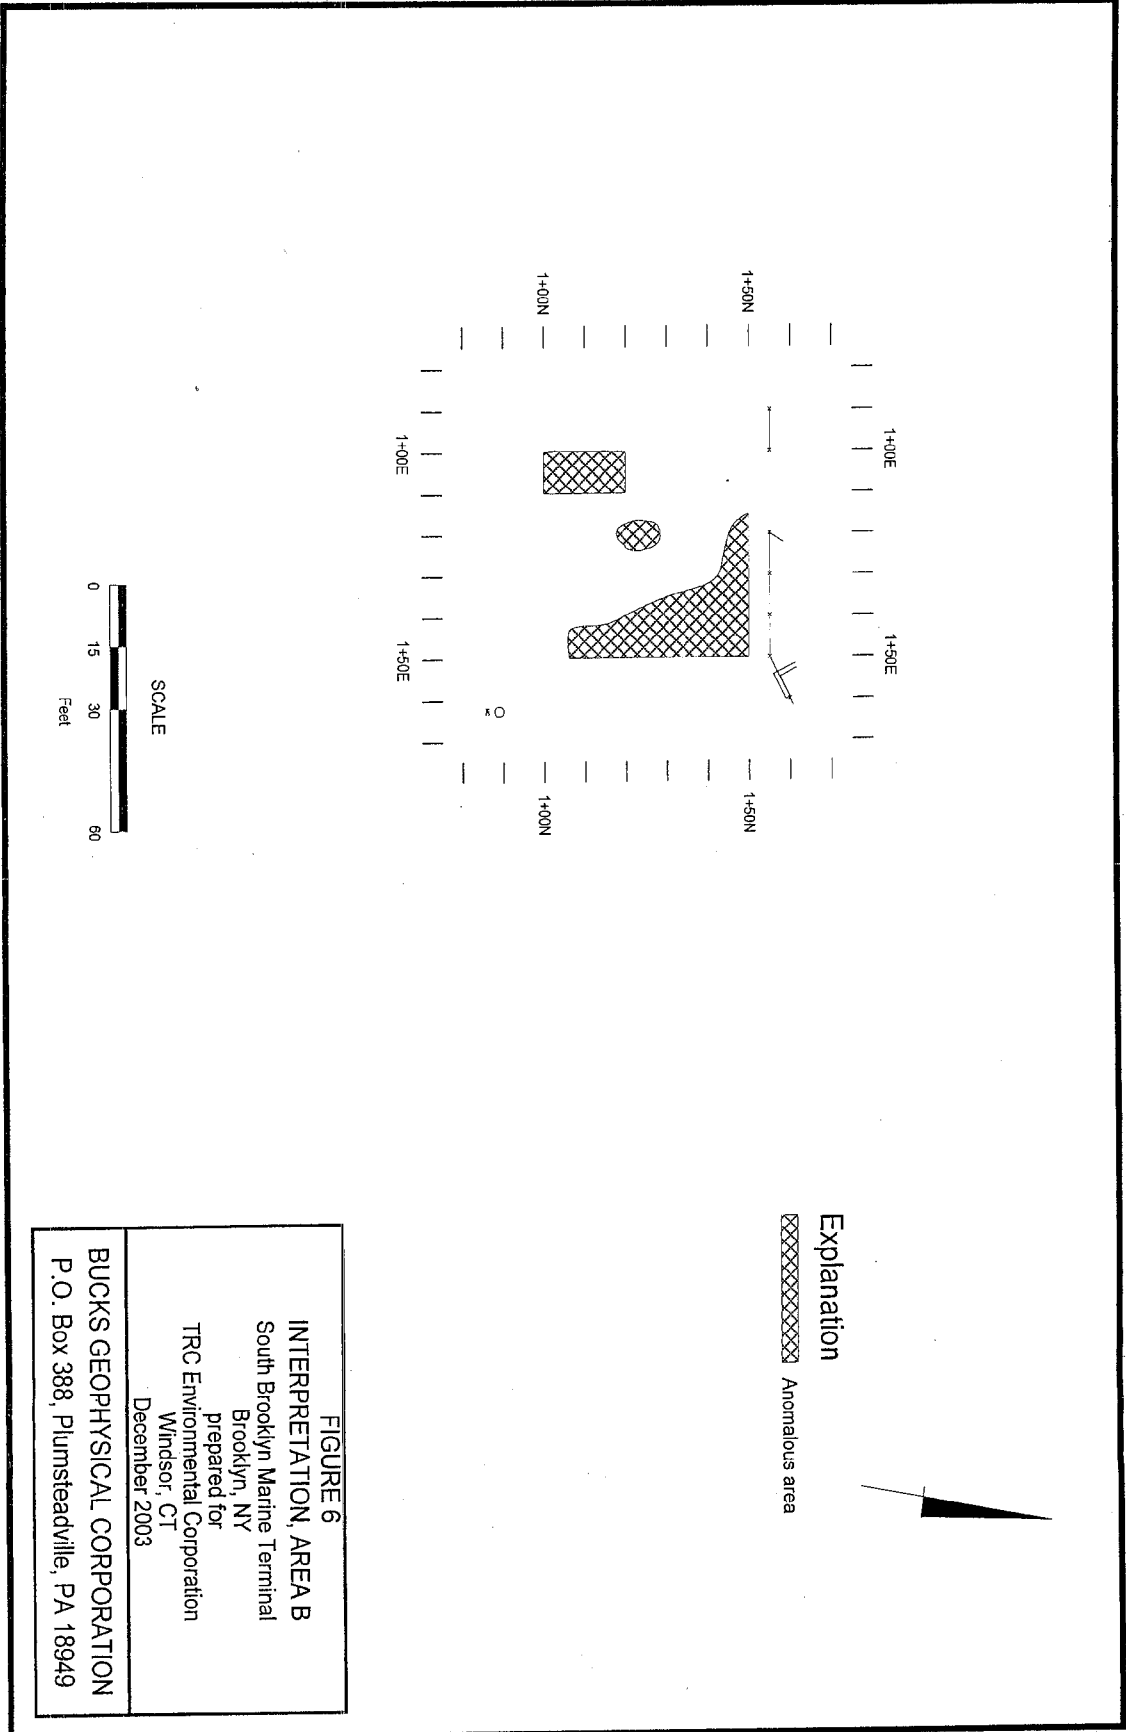 1+00E
1+50E
1+50N
1+50N
1+00N
1+00N
1+00E
1+50E
SCALE
0 15 30 60
Feet
Explanation
Anomalous area
FIGURE 6
INTERPRETATION, AREA B
South Brooklyn Marine Terminal
Brooklyn, NY
prepared for
TRC Environmental Corporation
Windsor, CT
December 2003
BUCKS GEOPHYSICAL CORPORATION
P.O. Box 388, Plumsteadville, PA 18949